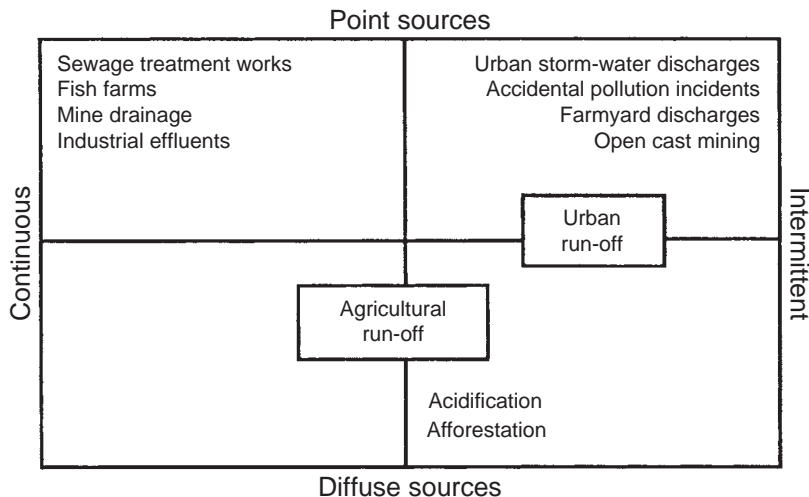 Point sources
Sewage treatment works
Fish farms
Mine drainage
Industrial effluents
Urban storm-water discharges
Accidental pollution incidents
Farmyard discharges
Open cast mining
Continuous
Intermittent
Urban
run-off
Agricultural
run-off
Acidification
Afforestation
Diffuse sources